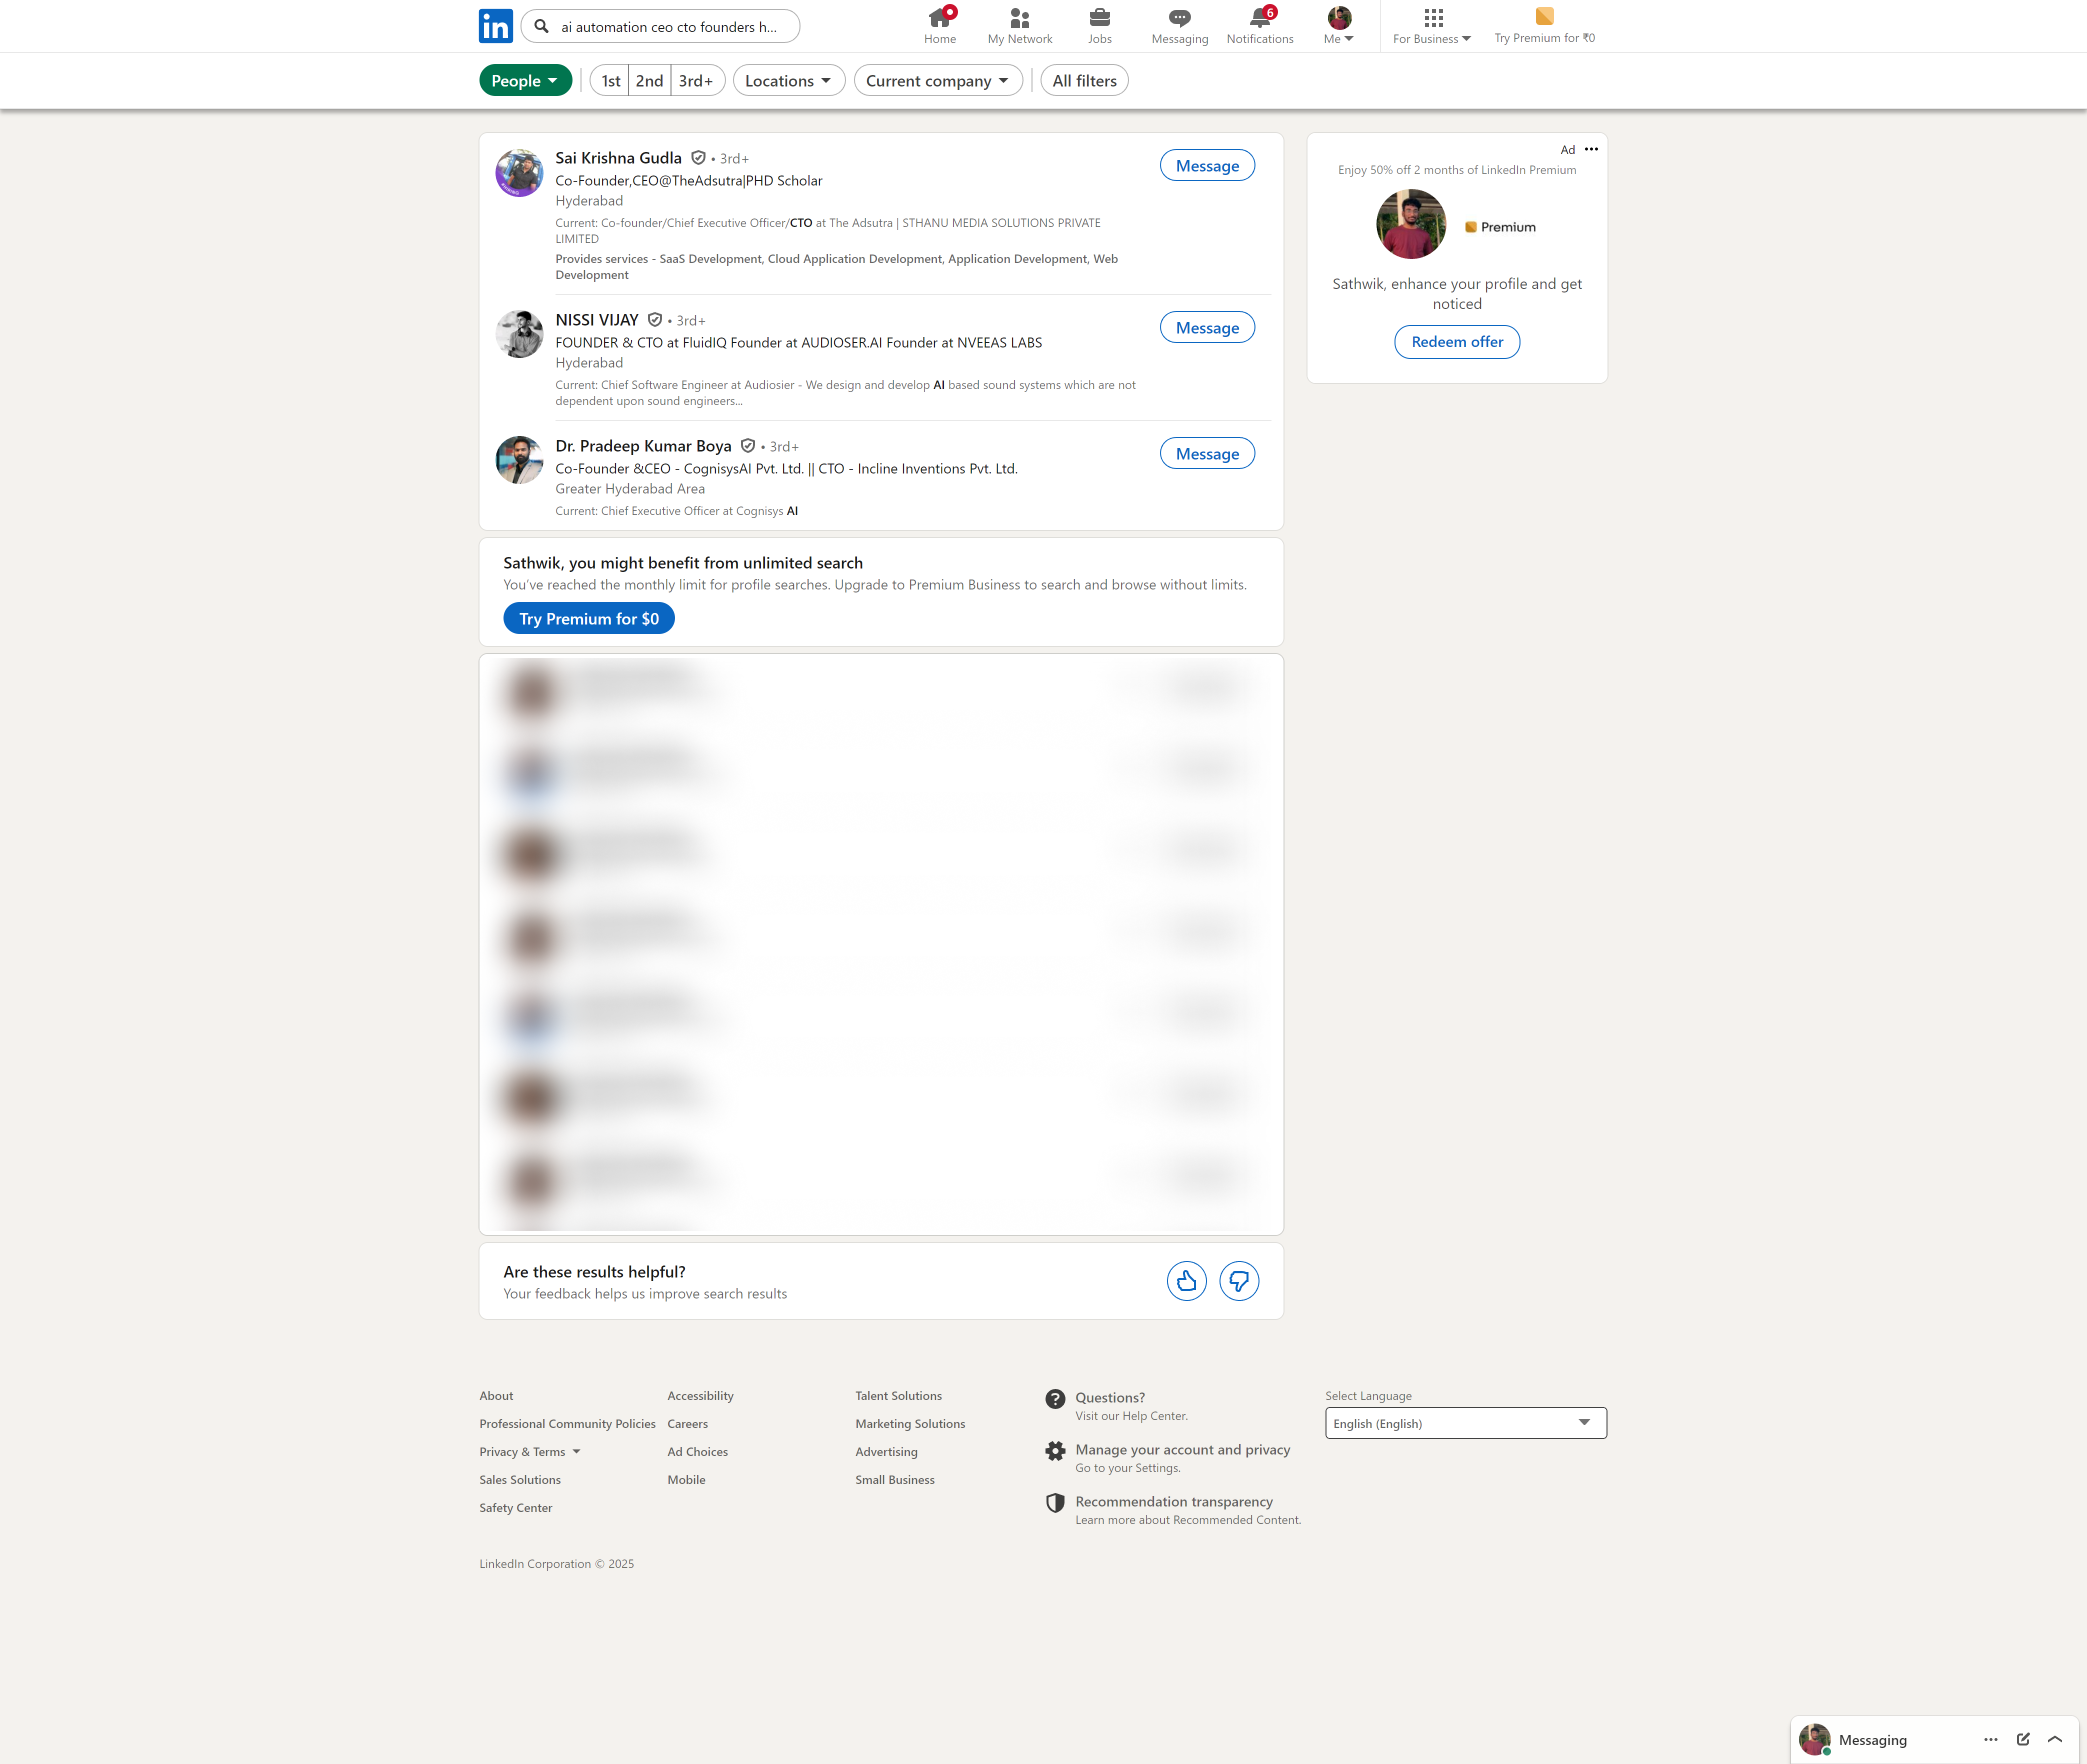 in
ai automation ceo cto founders h...
Home
My Network
Jobs
Messaging
6
Notifications
Me
For Business
Try Premium for ₹0
People
1st
2nd
3rd+
Locations
Current company
All filters
Sai Krishna Gudla • 3rd+
Message
Co-Founder,CEO@TheAdsutra|PHD Scholar
Hyderabad
Current: Co-founder/Chief Executive Officer/CTO at The Adsutra | STHANU MEDIA SOLUTIONS PRIVATE
LIMITED
Provides services - SaaS Development, Cloud Application Development, Application Development, Web
Development
NISSI VIJAY • 3rd+
Message
FOUNDER & CTO at FluidIQ Founder at AUDIOSER.AI Founder at NVEEAS LABS
Hyderabad
Current: Chief Software Engineer at Audiosier - We design and develop AI based sound systems which are not
dependent upon sound engineers...
Dr. Pradeep Kumar Boya • 3rd+
Message
Co-Founder &CEO - CognisysAI Pvt. Ltd. || CTO - Incline Inventions Pvt. Ltd.
Greater Hyderabad Area
Current: Chief Executive Officer at Cognisys AI
Ad
Enjoy 50% off 2 months of LinkedIn Premium
Premium
Sathwik, enhance your profile and get
noticed
Redeem offer
Sathwik, you might benefit from unlimited search
You've reached the monthly limit for profile searches. Upgrade to Premium Business to search and browse without limits.
Try Premium for $0
Are these results helpful?
Your feedback helps us improve search results
About
Professional Community Policies
Privacy & Terms
Sales Solutions
Safety Center
Accessibility
Careers
Ad Choices
Mobile
Talent Solutions
Marketing Solutions
Advertising
Small Business
Questions?
Visit our Help Center.
Manage your account and privacy
Go to your Settings.
Recommendation transparency
Learn more about Recommended Content.
Select Language
English (English)
LinkedIn Corporation © 2025
Messaging